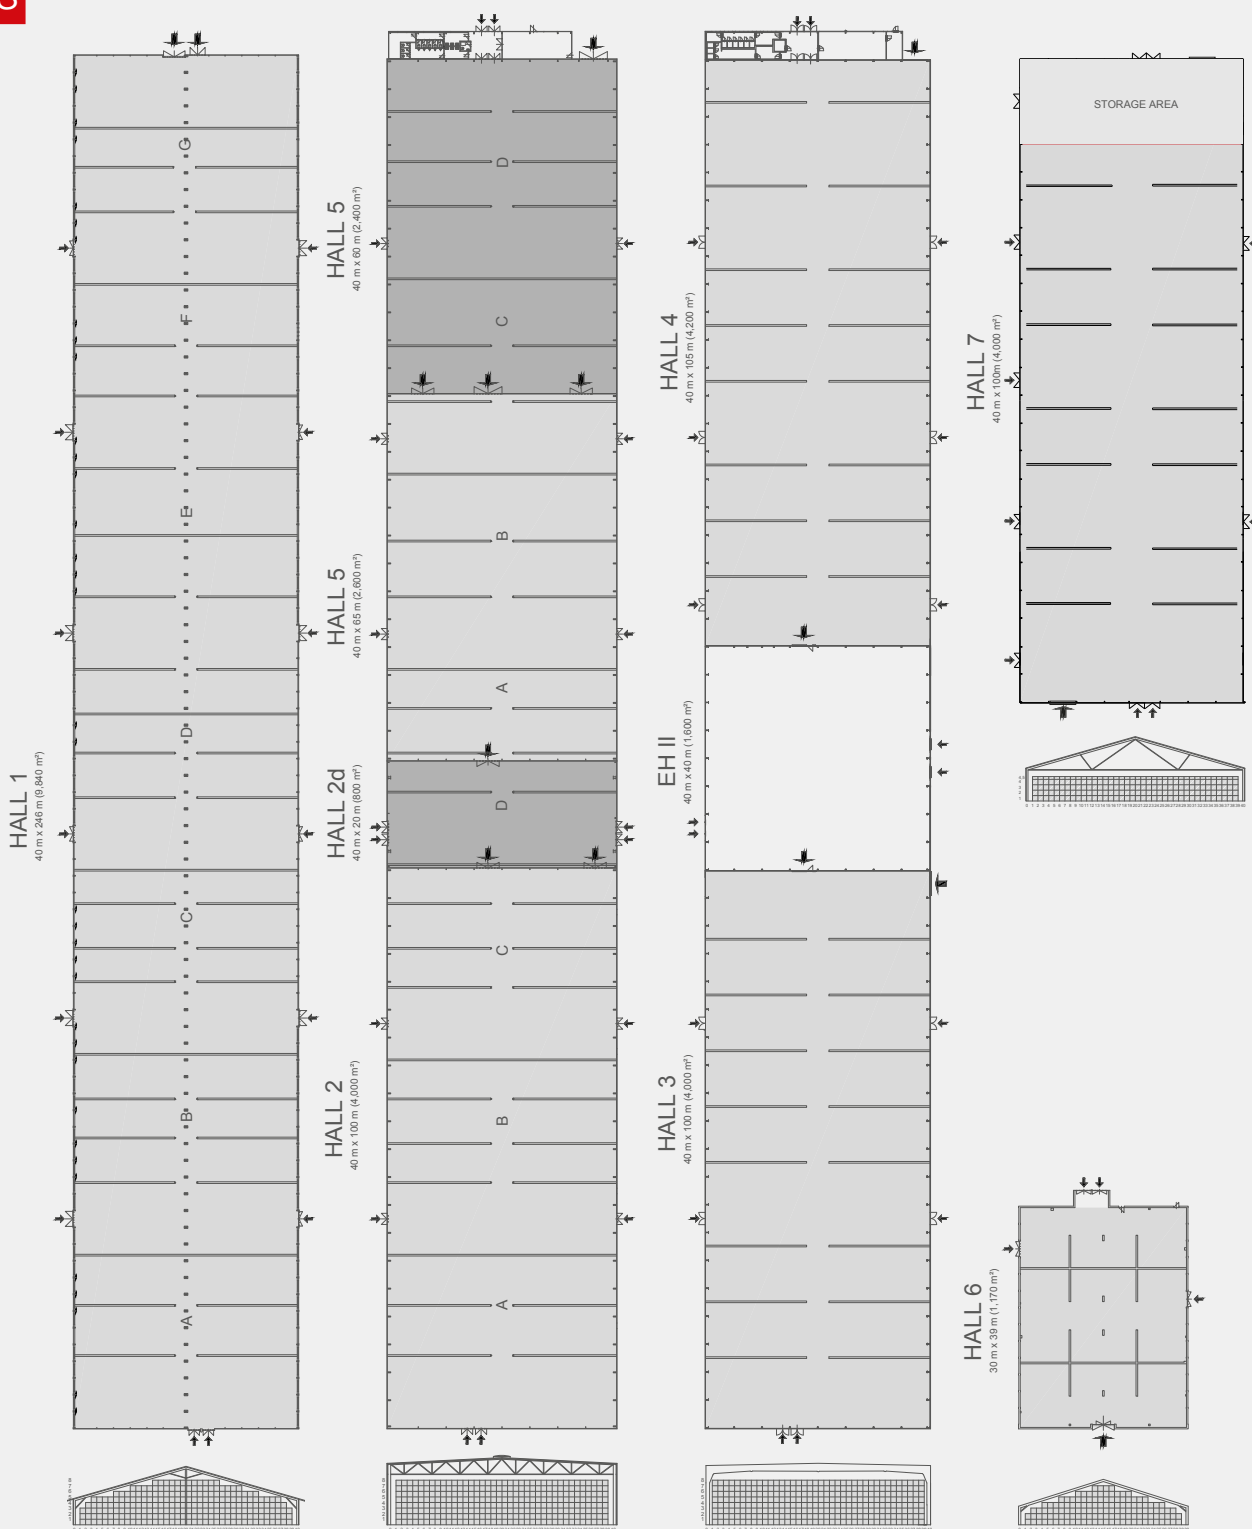 HALL 1
40 m x 246 m (9,840 m²)
G
F
E
D
C
B
A
HALL 5
40 m x 60 m (2,400 m²)
D
C
HALL 5
40 m x 65 m (2,600 m²)
B
A
HALL 2d
40 m x 20 m (800 m²)
D
HALL 2
40 m x 100 m (4,000 m²)
C
B
A
HALL 4
40 m x 105 m (4,200 m²)
EH II
40 m x 40 m (1,600 m²)
HALL 3
40 m x 100 m (4,000 m²)
HALL 7
40 m x 100m (4,000 m²)
STORAGE AREA
HALL 6
30 m x 39 m (1,170 m²)